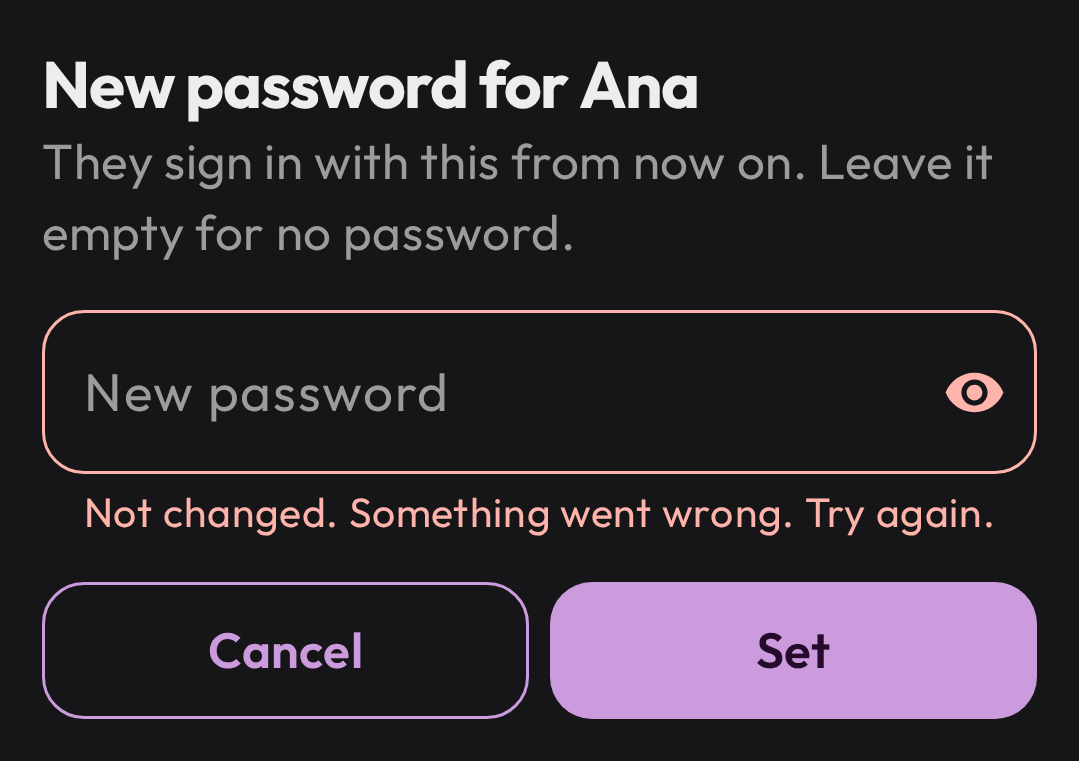 New password for Ana
They sign in with this from now on. Leave it
empty for no password.
New password
Not changed. Something went wrong. Try again.
Cancel
Set